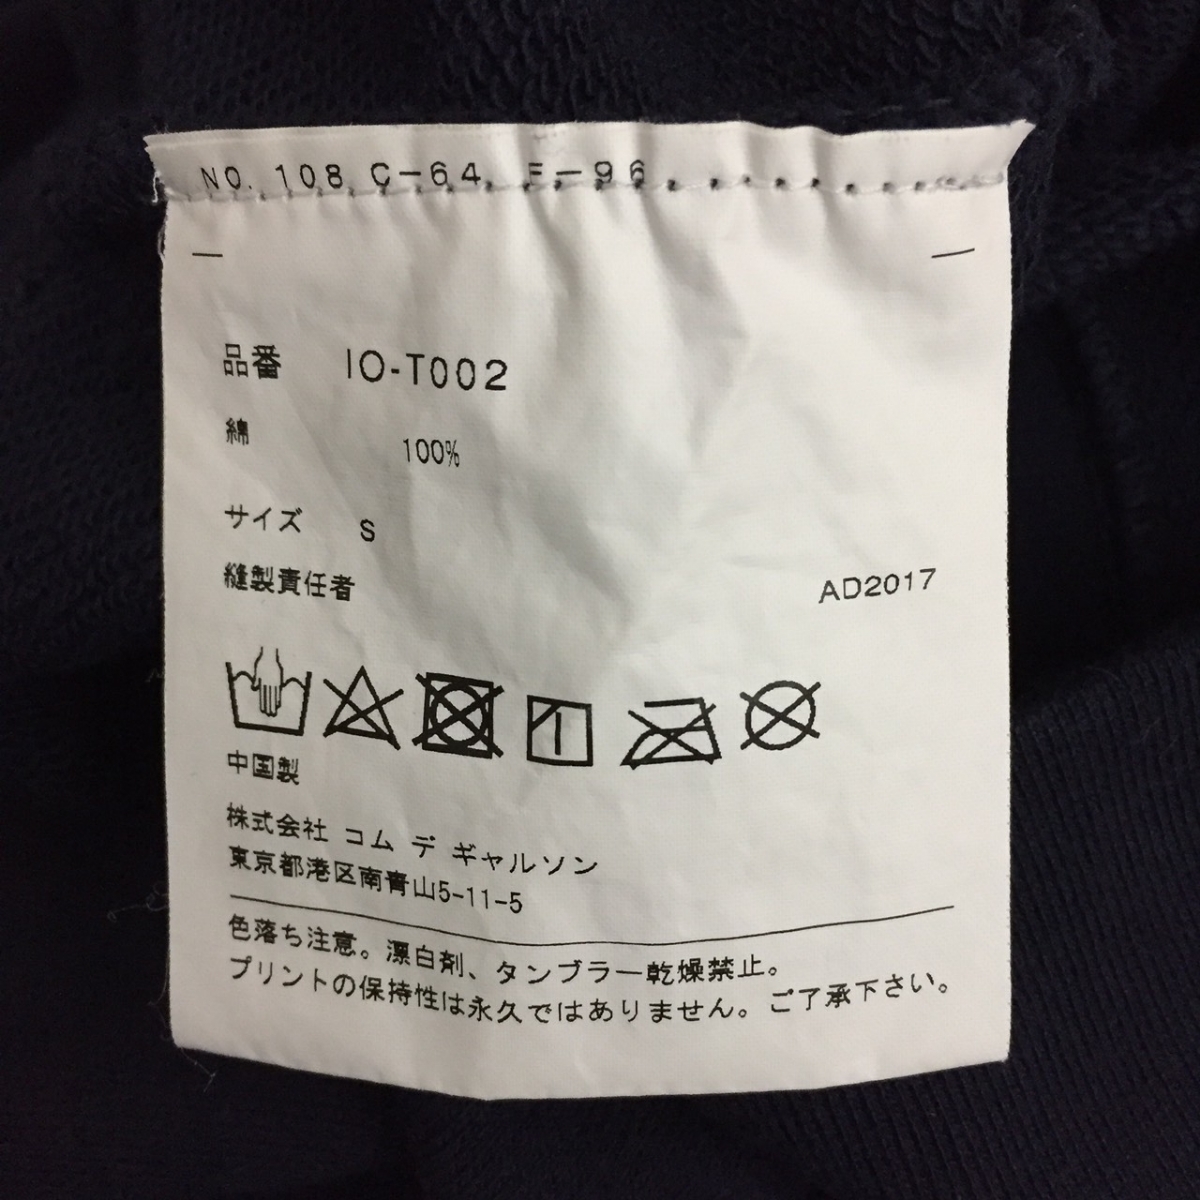 NO. 108 C-64 F-96
品番 IO-T002
綿 100%
サイズ S
縫製責任者 AD2017
中国製
株式会社 コム デ ギャルソン
東京都港区南青山5-11-5
色落ち注意。漂白剤、タンブラー乾燥禁止。
プリントの保持性は永久ではありません。ご了承下さい。